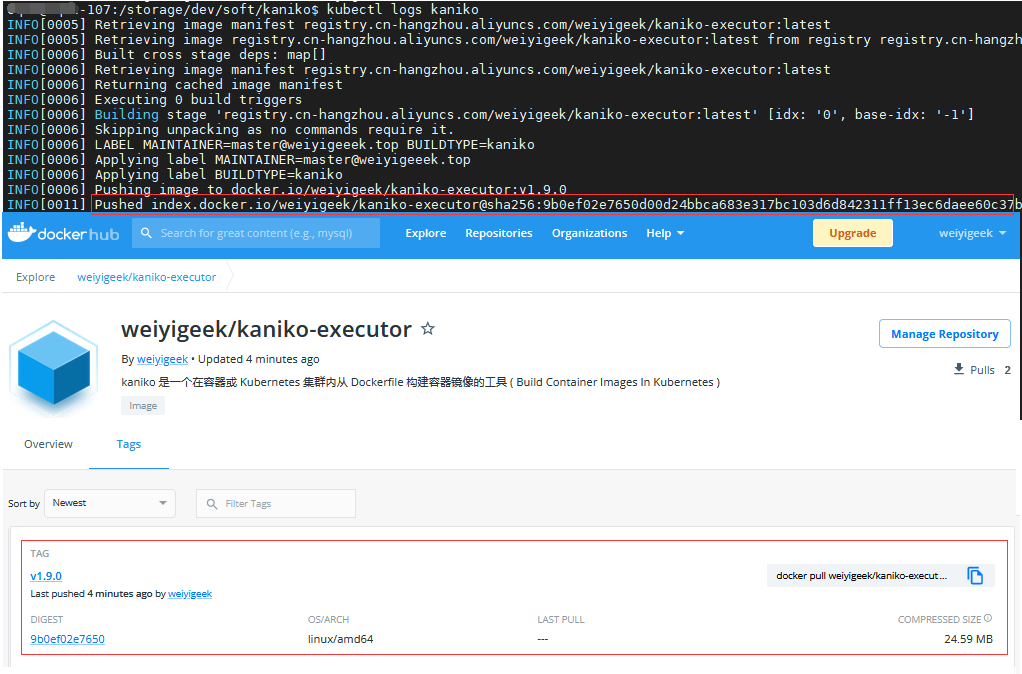 -107:/storage/dev/soft/kaniko$ kubectl logs kaniko
INFO[0005] Retrieving image manifest registry.cn-hangzhou.aliyuncs.com/weiyigeek/kaniko-executor:latest
INFO[0005] Retrieving image registry.cn-hangzhou.aliyuncs.com/weiyigeek/kaniko-executor:latest from registry registry.cn-hangzh
INFO[0006] Built cross stage deps: map[]
INFO[0006] Retrieving image manifest registry.cn-hangzhou.aliyuncs.com/weiyigeek/kaniko-executor:latest
INFO[0006] Returning cached image manifest
INFO[0006] Executing 0 build triggers
INFO[0006] Building stage 'registry.cn-hangzhou.aliyuncs.com/weiyigeek/kaniko-executor:latest' [idx: '0', base-idx: '-1']
INFO[0006] Skipping unpacking as no commands require it.
INFO[0006] LABEL MAINTAINER=master@weiyigeeek.top BUILDTYPE=kaniko
INFO[0006] Applying label MAINTAINER=master@weiyigeeek.top
INFO[0006] Applying label BUILDTYPE=kaniko
INFO[0006] Pushing image to docker.io/weiyigeek/kaniko-executor:v1.9.0
INFO[0011] Pushed index.docker.io/weiyigeek/kaniko-executor@sha256:9b0ef02e7650d00d24bbca683e317bc103d6d842311ff13ec6daee60c37b
docker hub Search for great content (e.g., mysql) Explore Repositories Organizations Help Upgrade weiyigeek
Explore weiyigeek/kaniko-executor
weiyigeek/kaniko-executor
Manage Repository
By weiyigeek • Updated 4 minutes ago
Pulls 2
kaniko 是一个在容器或 Kubernetes 集群内从 Dockerfile 构建容器镜像的工具 ( Build Container Images In Kubernetes )
Image
Overview Tags
Sort by Newest Filter Tags
TAG
v1.9.0 docker pull weiyigeek/kaniko-execut...
Last pushed 4 minutes ago by weiyigeek
DIGEST OS/ARCH LAST PULL COMPRESSED SIZE
9b0ef02e7650 linux/amd64 --- 24.59 MB